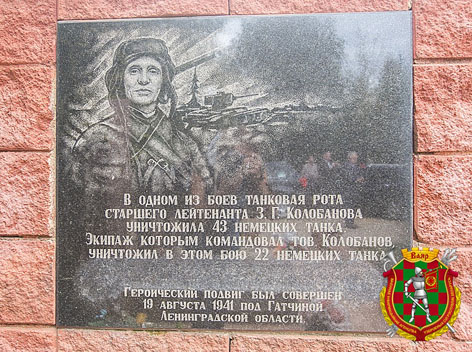 В ОДНОМ ИЗ БОЕВ ТАНКОВАЯ РОТА
СТАРШЕГО ЛЕЙТЕНАНТА З. Г. КОЛОБАНОВА
УНИЧТОЖИЛА 43 НЕМЕЦКИХ ТАНКА.
ЭКИПАЖ КОТОРЫМ КОМАНДОВАЛ ТОВ КОЛОБАНОВ
УНИЧТОЖИЛ В ЭТОМ БОЮ 22 НЕМЕЦКИХ ТАНКА
ГЕРОИЧЕСКИЙ ПОДВИГ БЫЛ СОВЕРШЕН
19 АВГУСТА 1941 ПОД ГАТЧИНОЙ
ЛЕНИНГРАДСКОЙ ОБЛАСТИ.